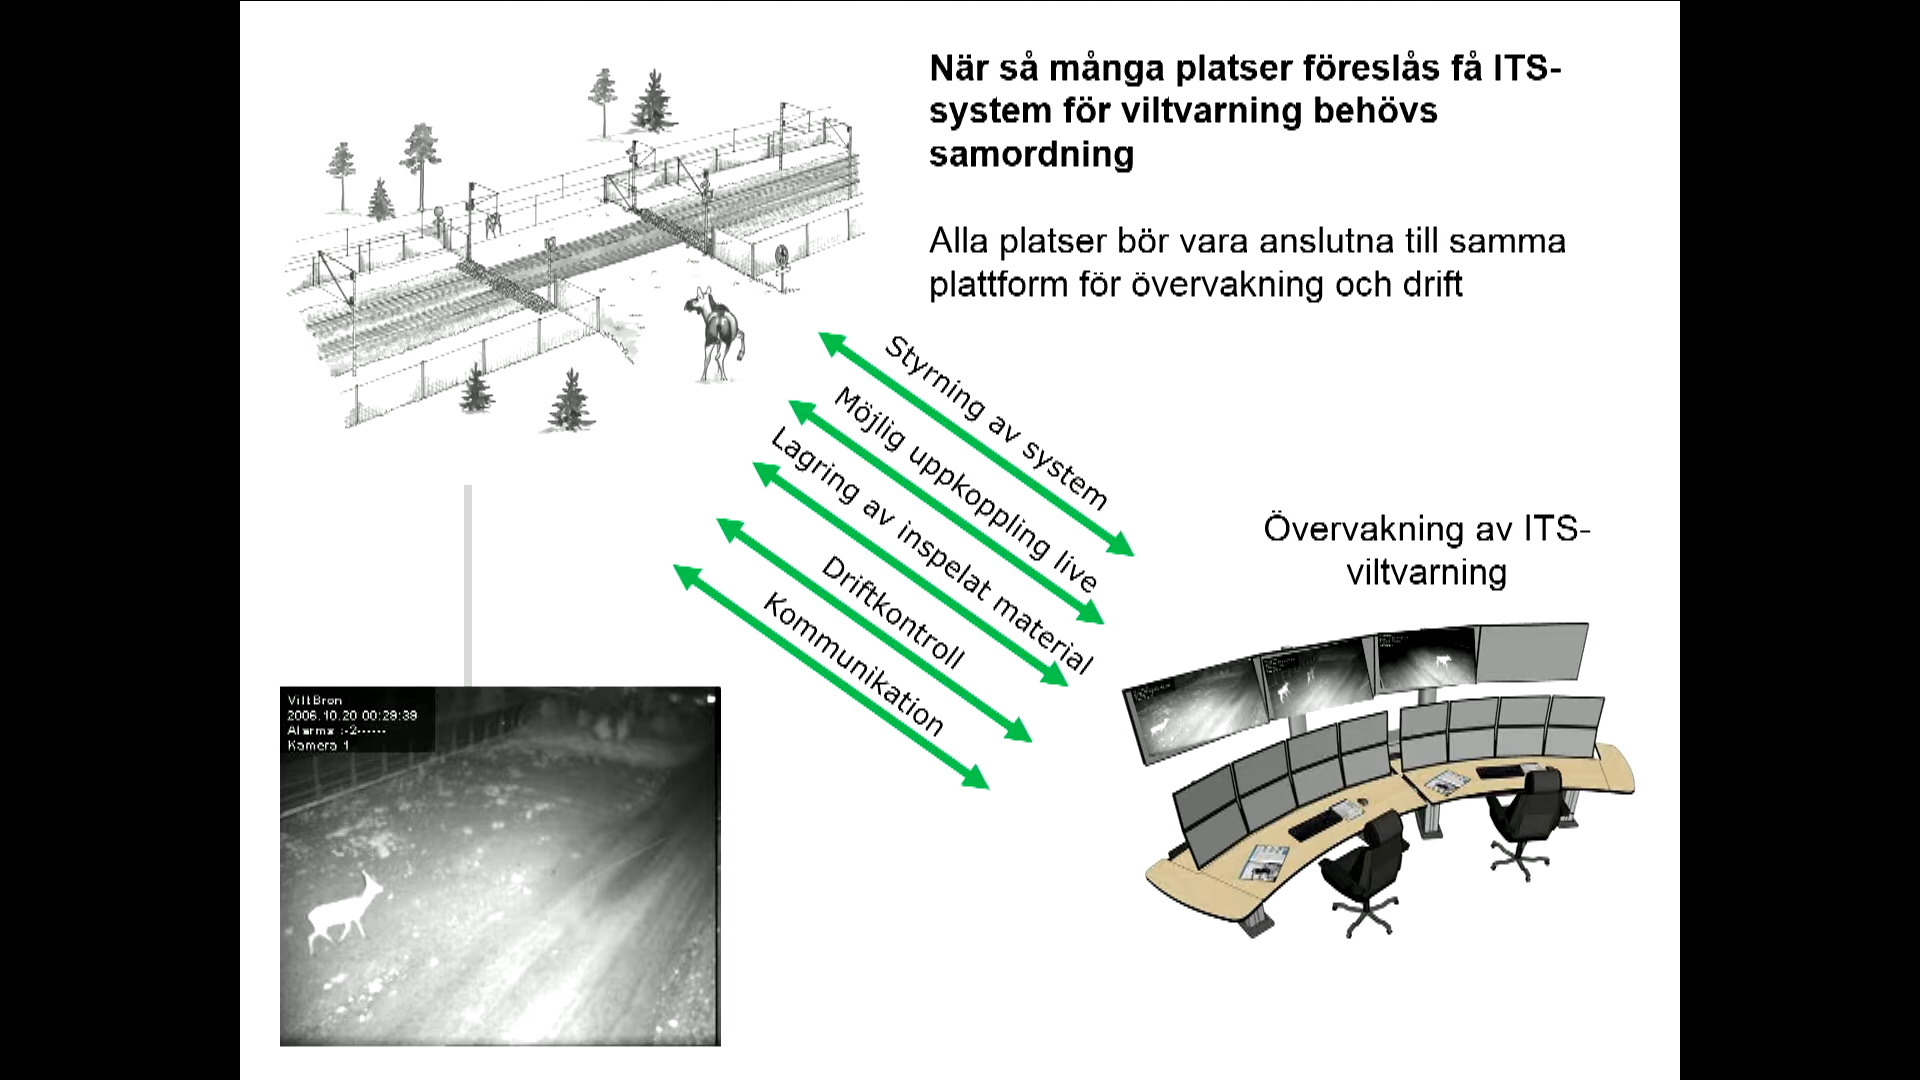 När så många platser föreslås få ITS-
system för viltvarning behövs
samordning
Alla platser bör vara anslutna till samma
plattform för övervakning och drift
Styrning av system
Möjlig uppkoppling live
Lagring av inspelat material
Driftkontroll
Kommunikation
Övervakning av ITS-
viltvarning
ViltBron
2006.10.20 00:29:39
Alarms :-2------
Kamera 1